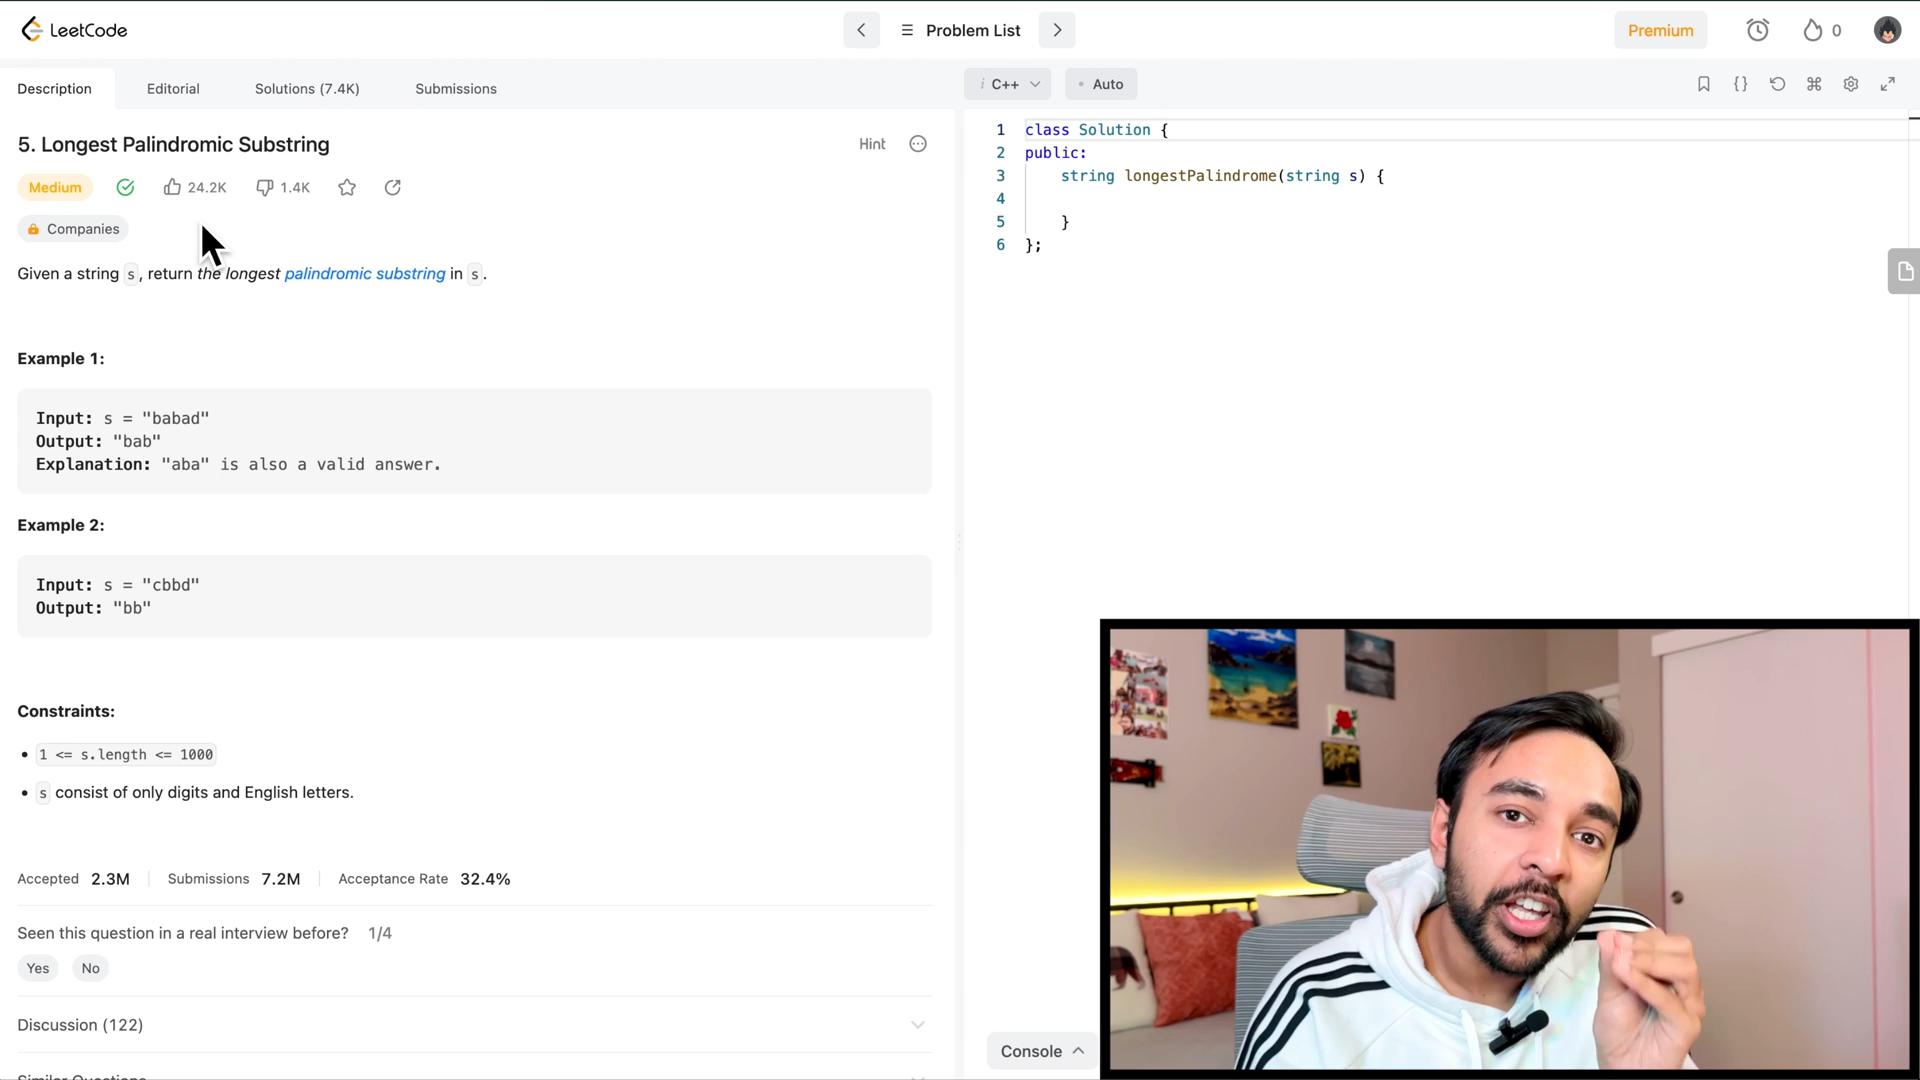 LeetCode
Problem List
Premium
0
Description
Editorial
Solutions (7.4K)
Submissions
5. Longest Palindromic Substring
Hint
Medium
24.2K
1.4K
Companies
Given a string s, return the longest palindromic substring in s.
Example 1:
Input: s = "babad"
Output: "bab"
Explanation: "aba" is also a valid answer.
Example 2:
Input: s = "cbbd"
Output: "bb"
Constraints:
• 1 <= s.length <= 1000
• s consist of only digits and English letters.
Accepted 2.3M
Submissions 7.2M
Acceptance Rate 32.4%
Seen this question in a real interview before? 1/4
Yes
No
Discussion (122)
Similar Questions
i C++
• Auto
1 class Solution {
2 public:
3 string longestPalindrome(string s) {
4
5 }
6 };
Console